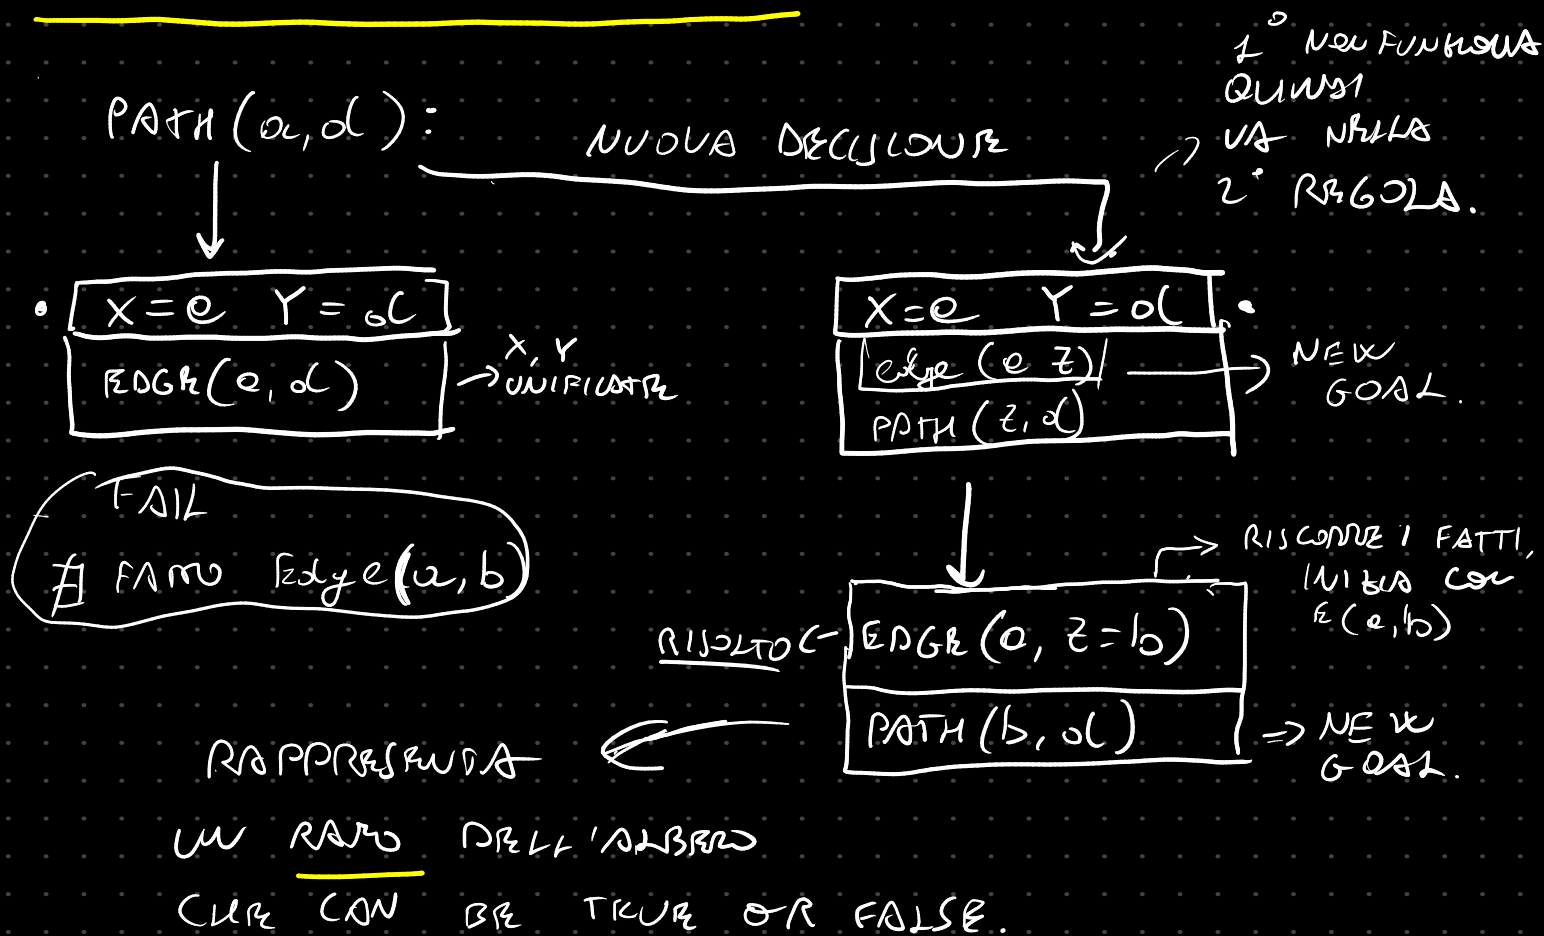 PATH(a,d):
NUOVA DECISIONE
1° NON FUNZIONA
QUINDI
VA NELLA
2° REGOLA.
X=a Y=d
EDGE(a,d)
X, Y
UNIFICATE
X=a Y=d
edge (a z)
PATH (z,d)
NEW
GOAL.
FAIL
∄ FATTO Edge(a,b)
RISCORRE I FATTI,
INIZIA CON
E(a,b)
RISOLTO
EDGE(a, z=b)
PATH(b,d)
NEW
GOAL.
RAPPRESENTA
UN RAMO DELL'ALBERO
CHE CAN BE TRUE OR FALSE.